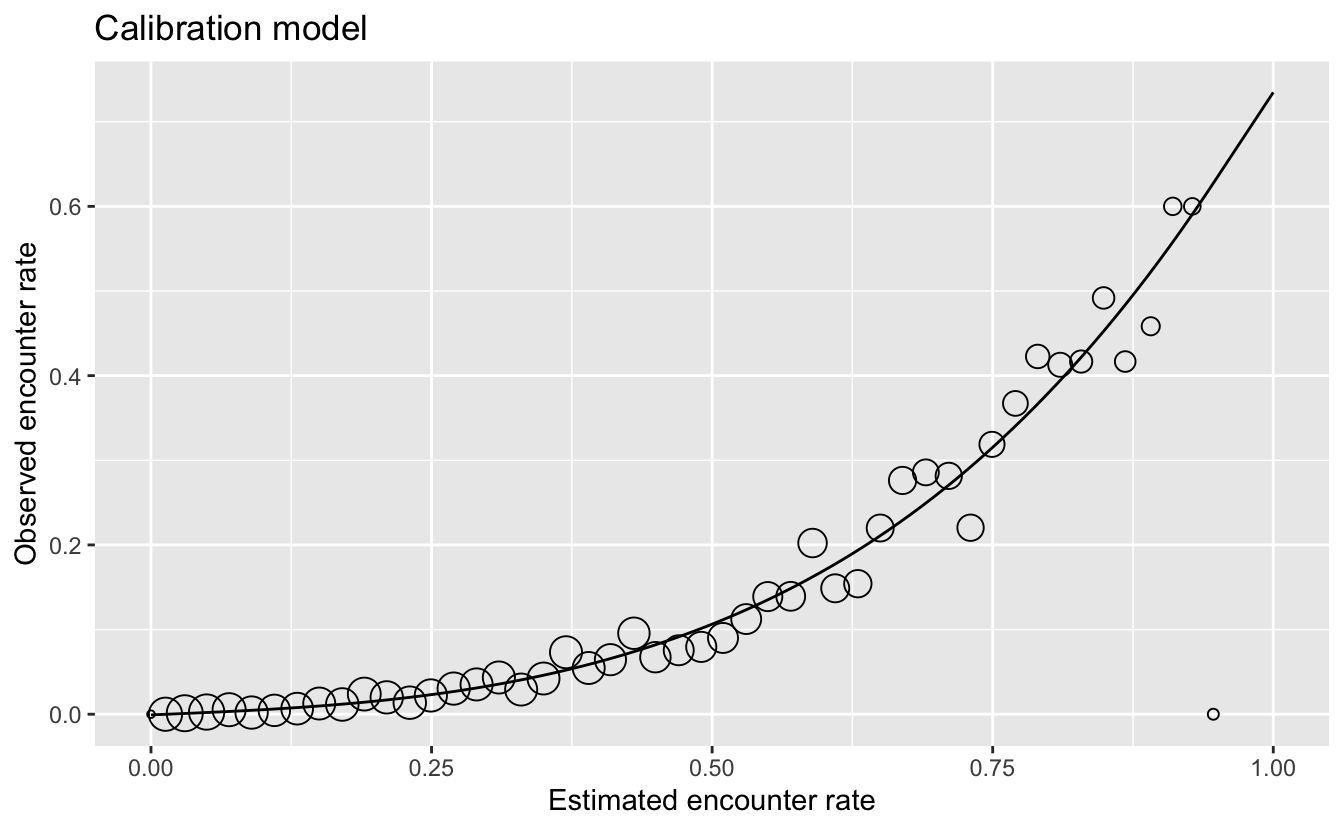 Calibration model
Observed encounter rate
0.6
0.4
0.2
0.0
0.00 0.25 0.50 0.75 1.00
Estimated encounter rate